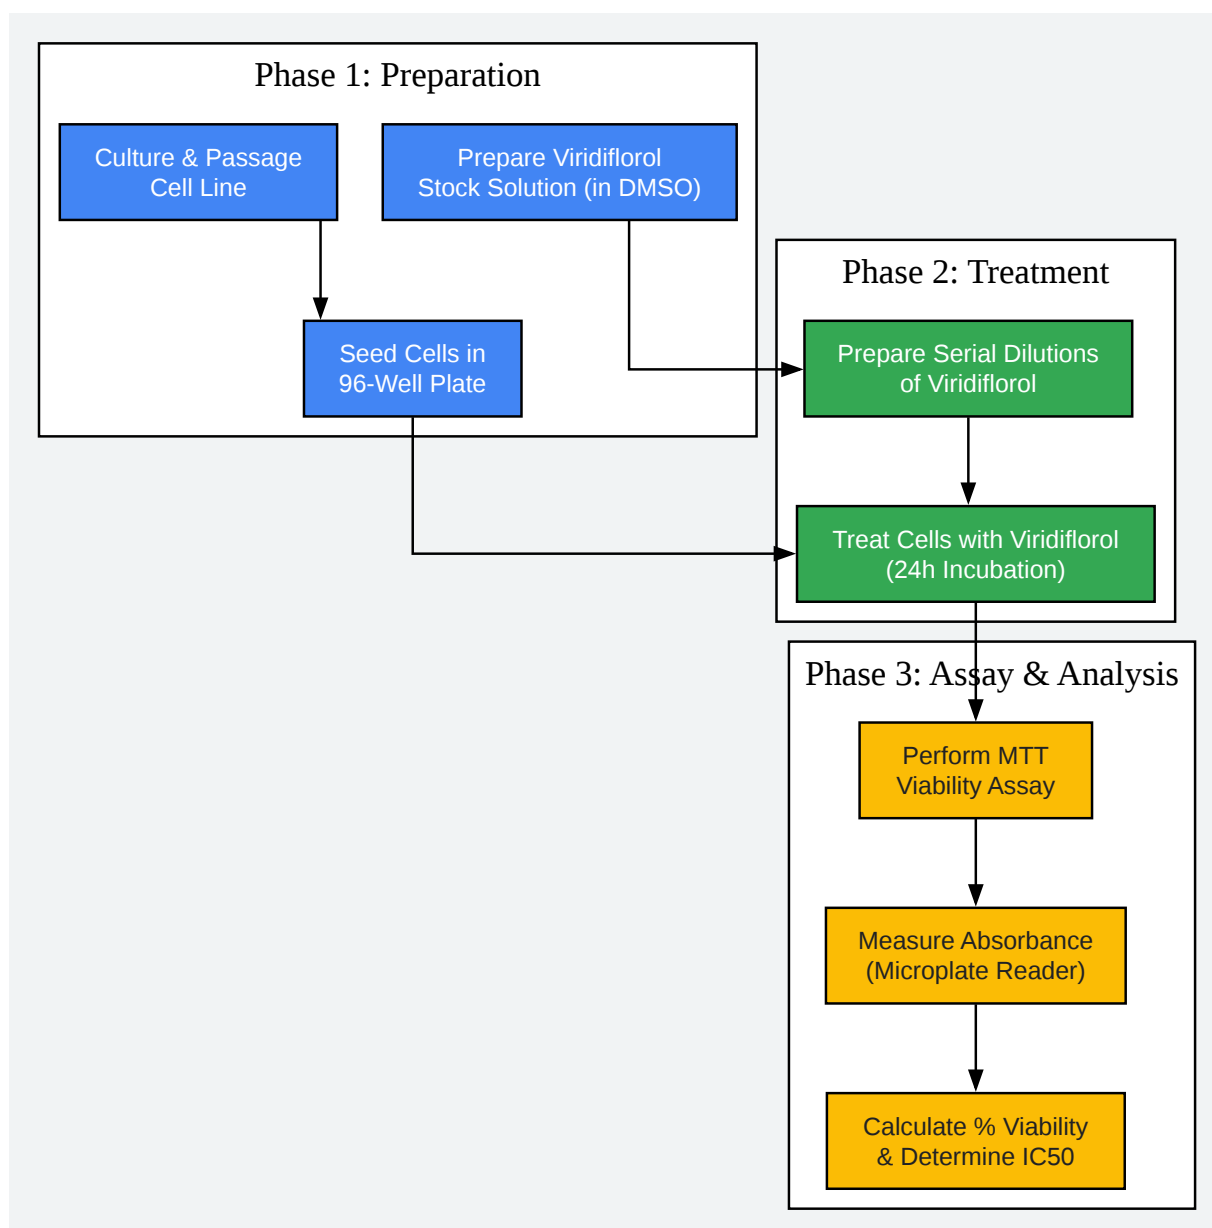 Phase 1: Preparation
Culture & Passage
Cell Line
Prepare Viridiflorol
Stock Solution (in DMSO)
Seed Cells in
96-Well Plate
Phase 2: Treatment
Prepare Serial Dilutions
of Viridiflorol
Treat Cells with Viridiflorol
(24h Incubation)
Phase 3: Assay & Analysis
Perform MTT
Viability Assay
Measure Absorbance
(Microplate Reader)
Calculate % Viability
& Determine IC50